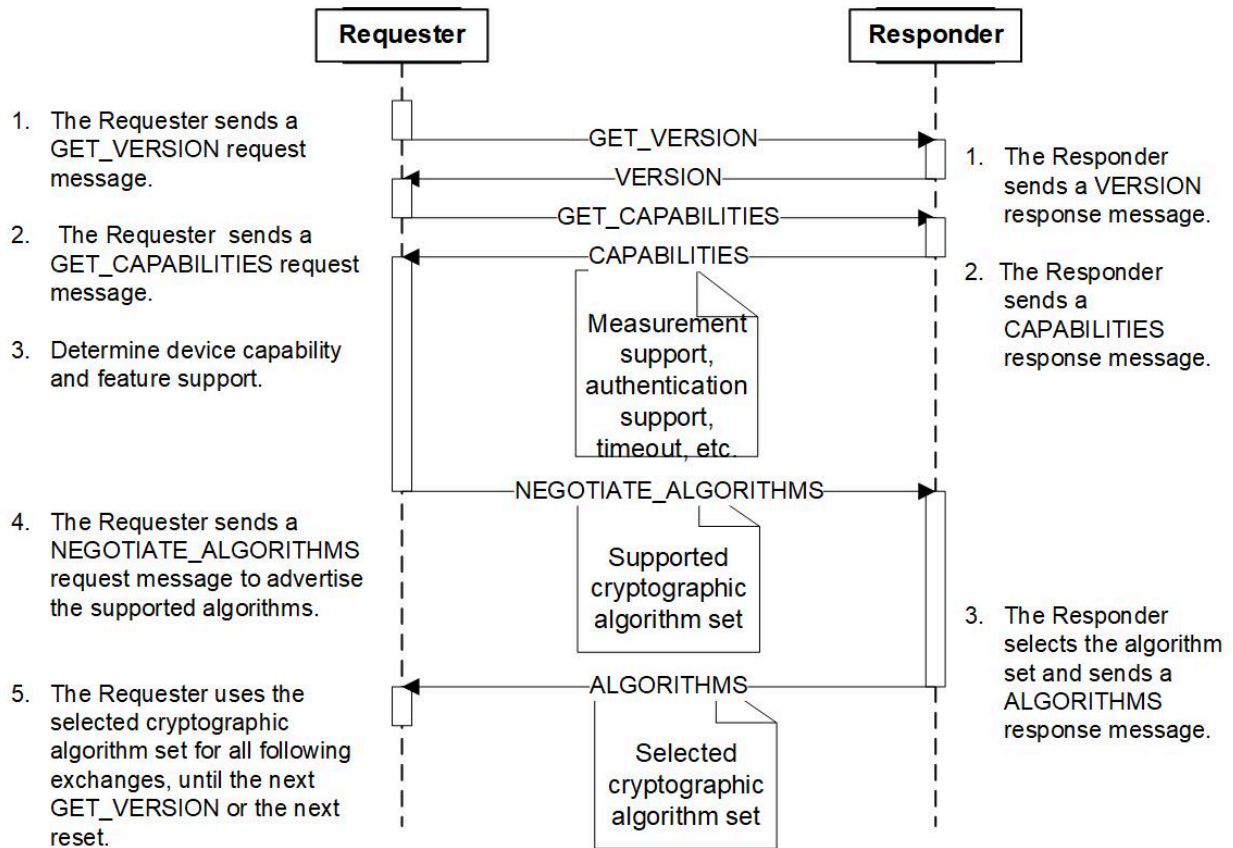 Requester
Responder
1. The Requester sends a
GET_VERSION request
message.
2. The Requester sends a
GET_CAPABILITIES request
message.
3. Determine device capability
and feature support.
4. The Requester sends a
NEGOTIATE_ALGORITHMS
request message to advertise
the supported algorithms.
5. The Requester uses the
selected cryptographic
algorithm set for all following
exchanges, until the next
GET_VERSION or the next
reset.
GET_VERSION
VERSION
GET_CAPABILITIES
CAPABILITIES
Measurement
support,
authentication
support,
timeout, etc.
NEGOTIATE_ALGORITHMS
Supported
cryptographic
algorithm set
ALGORITHMS
Selected
cryptographic
algorithm set
1. The Responder
sends a VERSION
response message.
2. The Responder
sends a
CAPABILITIES
response message.
3. The Responder
selects the algorithm
set and sends a
ALGORITHMS
response message.